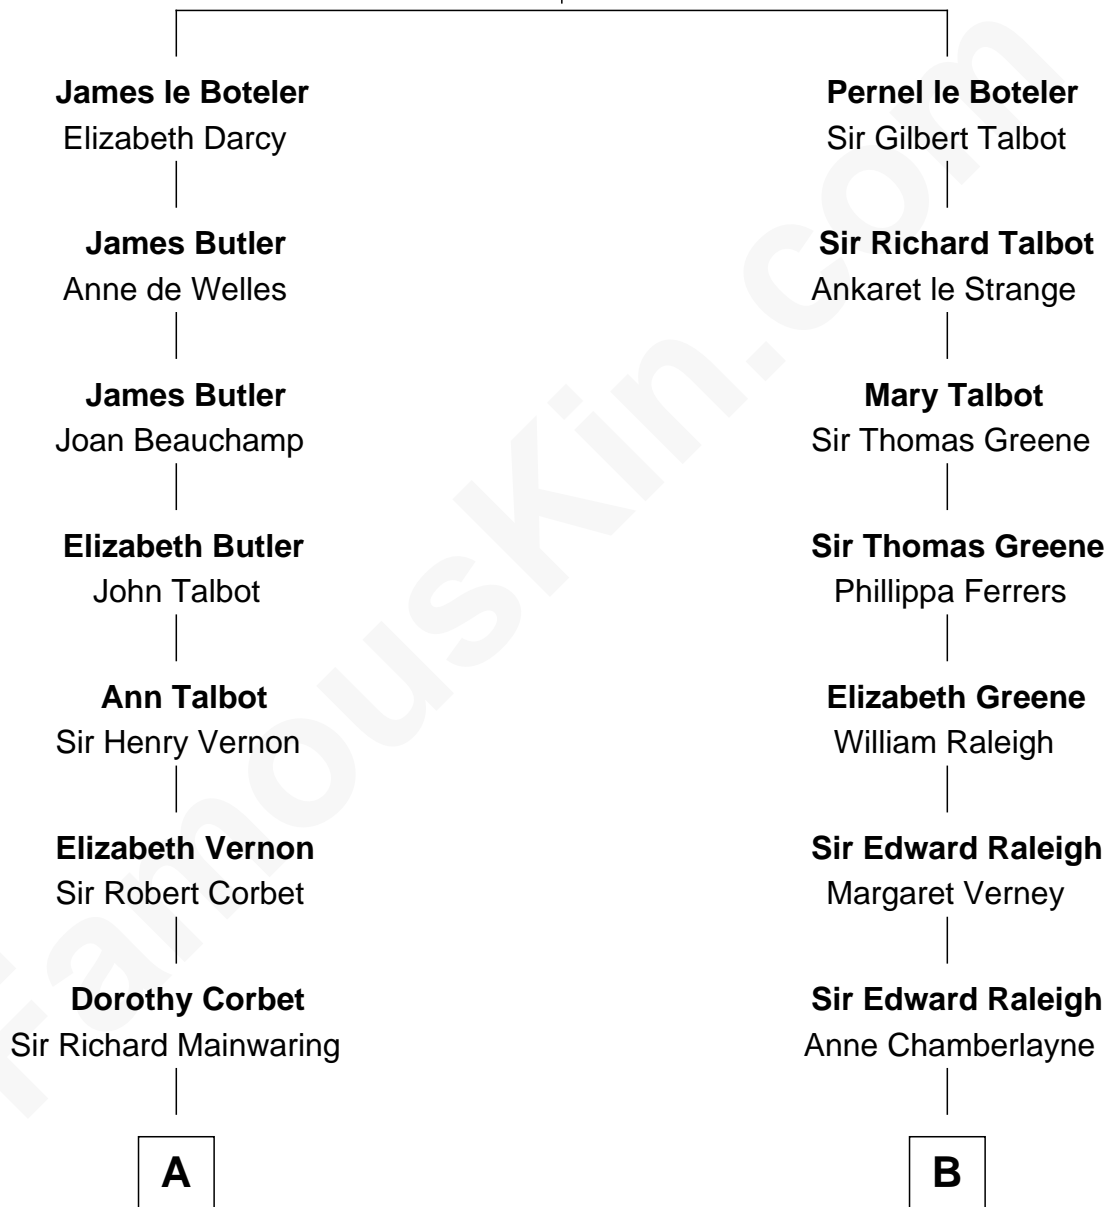 James le Boteler
Elizabeth Darcy
James Butler
Anne de Welles
James Butler
Joan Beauchamp
Elizabeth Butler
John Talbot
Ann Talbot
Sir Henry Vernon
Elizabeth Vernon
Sir Robert Corbet
Dorothy Corbet
Sir Richard Mainwaring
A
Pernel le Boteler
Sir Gilbert Talbot
Sir Richard Talbot
Ankaret le Strange
Mary Talbot
Sir Thomas Greene
Sir Thomas Greene
Phillippa Ferrers
Elizabeth Greene
William Raleigh
Sir Edward Raleigh
Margaret Verney
Sir Edward Raleigh
Anne Chamberlayne
B
FamousKin.com